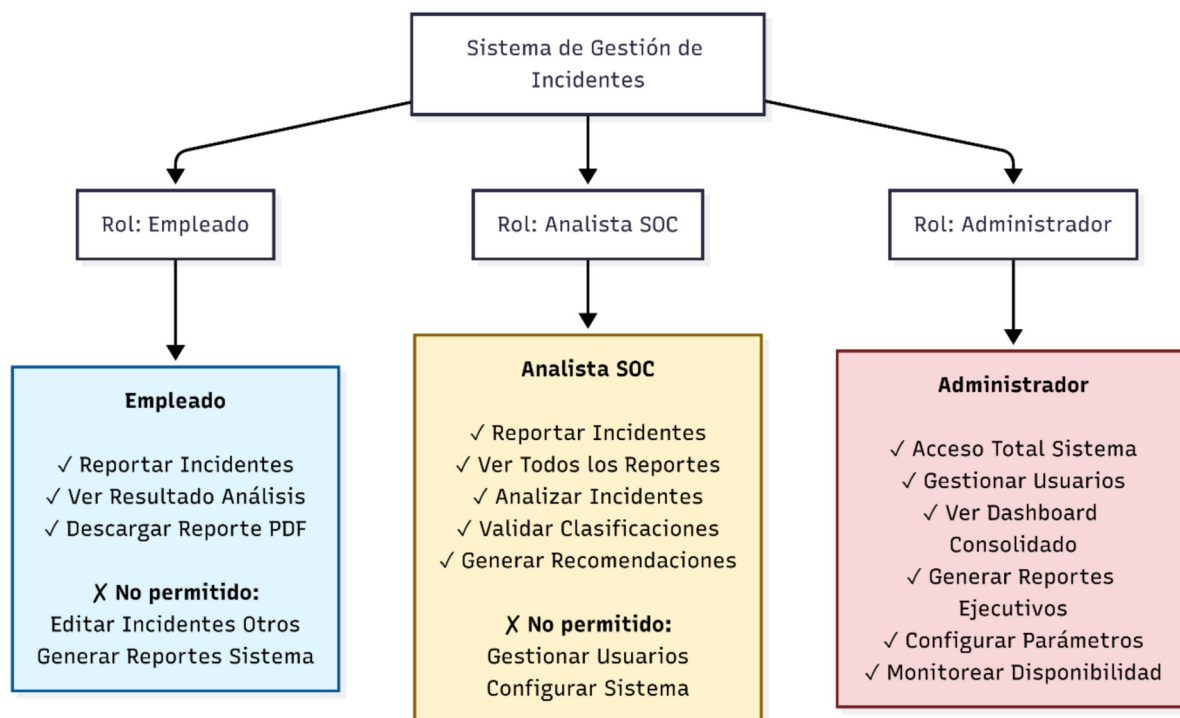 Sistema de Gestión de
Incidentes
Rol: Empleado
Rol: Analista SOC
Rol: Administrador
Empleado
✓ Reportar Incidentes
✓ Ver Resultado Análisis
✓ Descargar Reporte PDF
✗ No permitido:
Editar Incidentes Otros
Generar Reportes Sistema
Analista SOC
✓ Reportar Incidentes
✓ Ver Todos los Reportes
✓ Analizar Incidentes
✓ Validar Clasificaciones
✓ Generar Recomendaciones
✗ No permitido:
Gestionar Usuarios
Configurar Sistema
Administrador
✓ Acceso Total Sistema
✓ Gestionar Usuarios
✓ Ver Dashboard
Consolidado
✓ Generar Reportes
Ejecutivos
✓ Configurar Parámetros
✓ Monitorear Disponibilidad